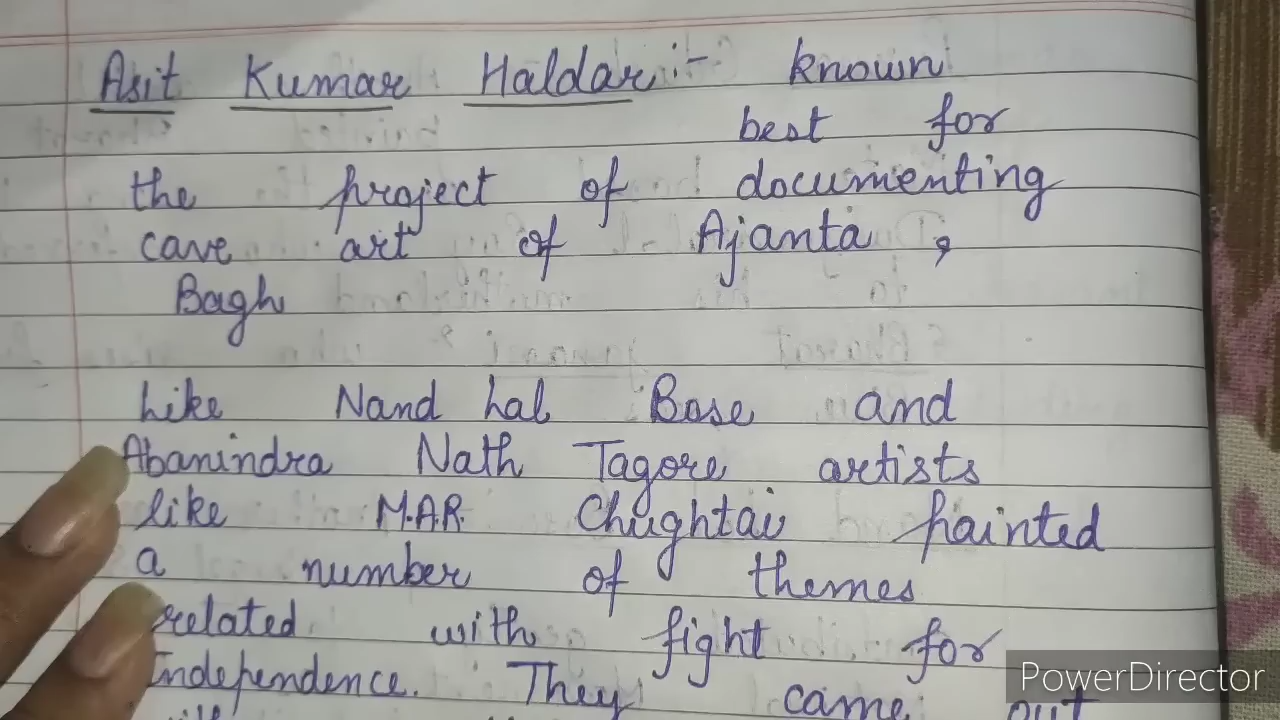 Asit Kumar Haldar :- known
best for
the project of documenting
cave art of Ajanta ,
Bagh
Like Nand Lal Bose and
Abanindra Nath Tagore artists
like M.A.R. Chughtai painted
a number of themes
related with fight for
Independence. They came out
PowerDirector